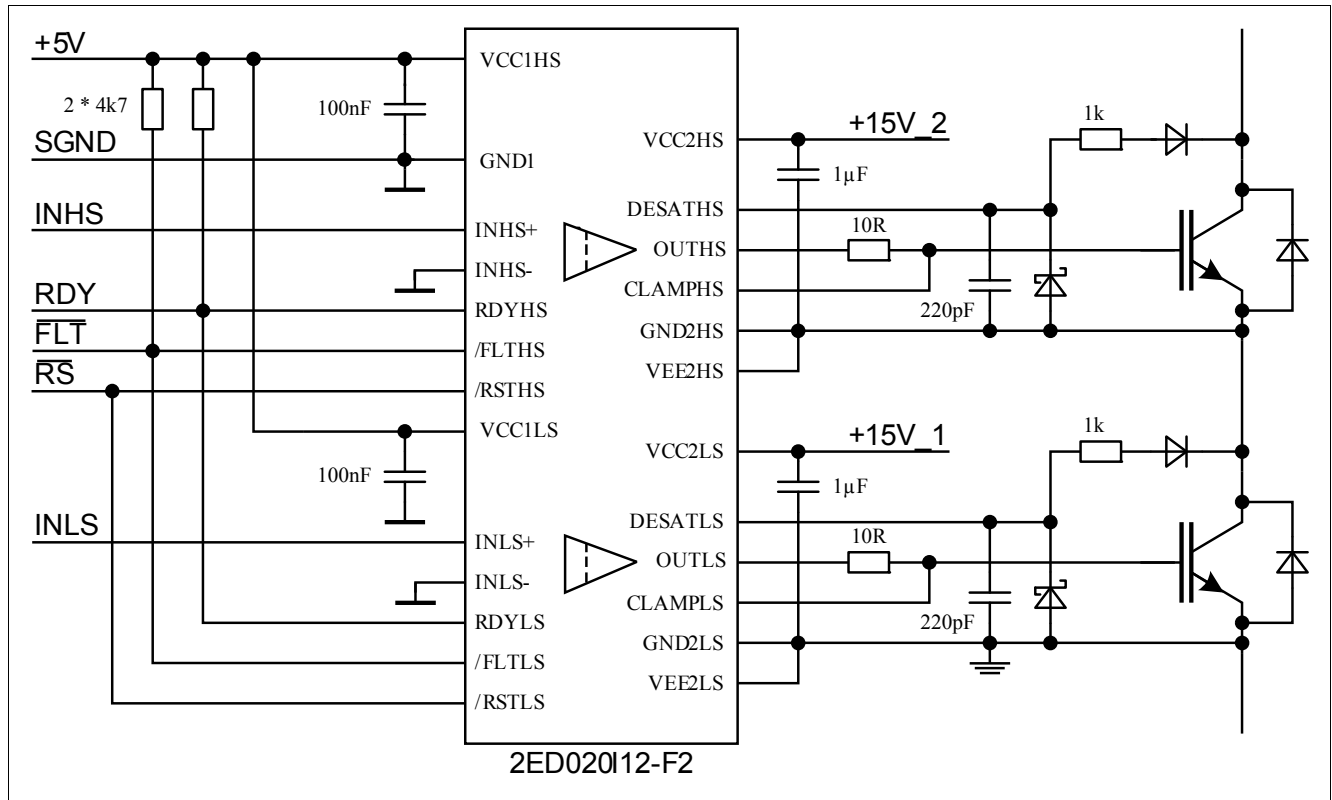 +5V
2 * 4k7
100nF
SGND
INHS
RDY
FLT
RS
100nF
INLS
VCC1HS
GND1
INHS+
INHS-
RDYHS
/FLTHS
/RSTHS
VCC1LS
INLS+
INLS-
RDYLS
/FLTLS
/RSTLS
VCC2HS
DESATHS
OUTHS
CLAMPHS
GND2HS
VEE2HS
VCC2LS
DESATLS
OUTLS
CLAMPLS
GND2LS
VEE2LS
+15V_2
1µF
1k
10R
220pF
+15V_1
1µF
1k
10R
220pF
2ED020I12-F2